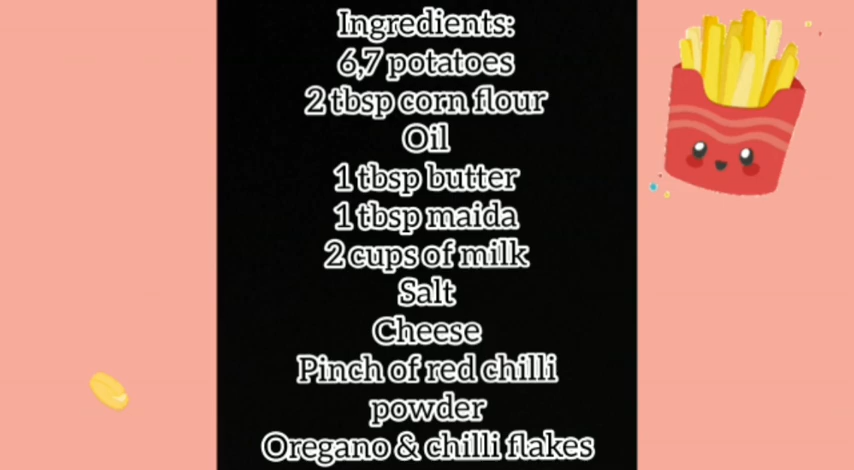 Ingredients:
6,7 potatoes
2 tbsp corn flour
Oil
1 tbsp butter
1 tbsp maida
2 cups of milk
Salt
Cheese
Pinch of red chilli
powder
Oregano & chilli flakes